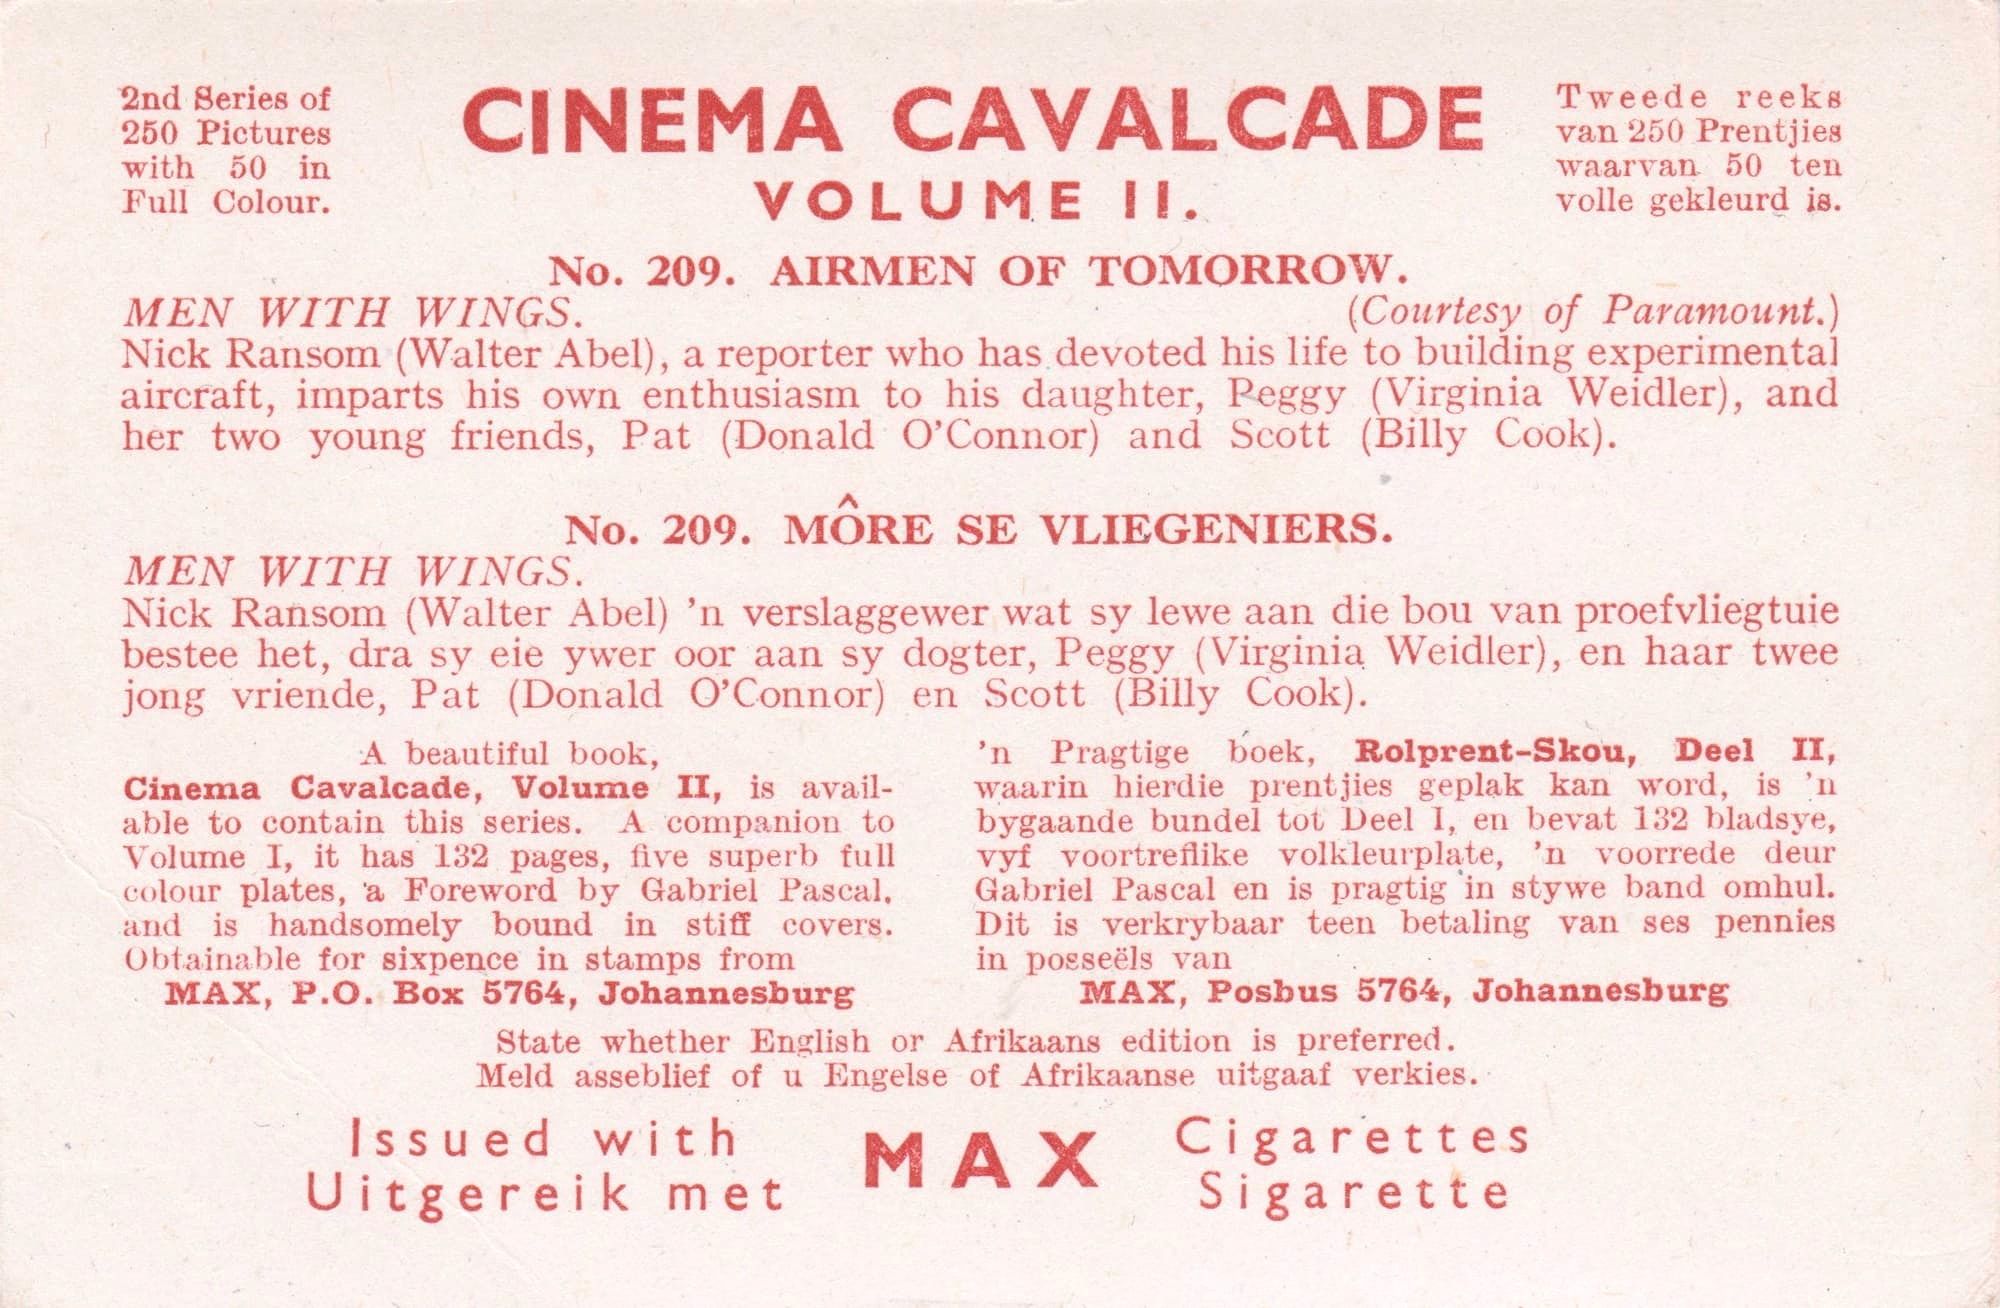 2nd Series of
250 Pictures
with 50 in
Full Colour.
CINEMA CAVALCADE
VOLUME II.
Tweede reeks
van 250 Prentjies
waarvan 50 ten
volle gekleurd is.
No. 209. AIRMEN OF TOMORROW.
MEN WITH WINGS. (Courtesy of Paramount.)
Nick Ransom (Walter Abel), a reporter who has devoted his life to building experimental
aircraft, imparts his own enthusiasm to his daughter, Peggy (Virginia Weidler), and
her two young friends, Pat (Donald O'Connor) and Scott (Billy Cook).
No. 209. MÔRE SE VLIEGENIERS.
MEN WITH WINGS.
Nick Ransom (Walter Abel) 'n verslaggewer wat sy lewe aan die bou van proefvliegtuie
bestee het, dra sy eie ywer oor aan sy dogter, Peggy (Virginia Weidler), en haar twee
jong vriende, Pat (Donald O'Connor) en Scott (Billy Cook).
A beautiful book,
Cinema Cavalcade, Volume II, is avail-
able to contain this series. A companion to
Volume I, it has 132 pages, five superb full
colour plates, a Foreword by Gabriel Pascal,
and is handsomely bound in stiff covers.
Obtainable for sixpence in stamps from
MAX, P.O. Box 5764, Johannesburg
'n Pragtige boek, Rolprent-Skou, Deel II,
waarin hierdie prentjies geplak kan word, is 'n
bygaande bundel tot Deel I, en bevat 132 bladsye,
vyf voortreflike volkleurplate, 'n voorrede deur
Gabriel Pascal en is pragtig in stywe band omhul.
Dit is verkrybaar teen betaling van ses pennies
in posseëls van
MAX, Posbus 5764, Johannesburg
State whether English or Afrikaans edition is preferred.
Meld asseblief of u Engelse of Afrikaanse uitgaaf verkies.
Issued with
Uitgereik met
MAX
Cigarettes
Sigarette